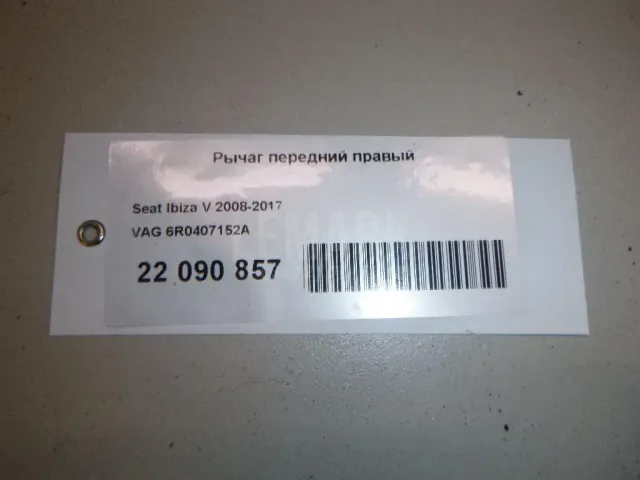 Рычаг передний правый
Seat Ibiza V 2008-2017
VAG 6R0407152A
22 090 857